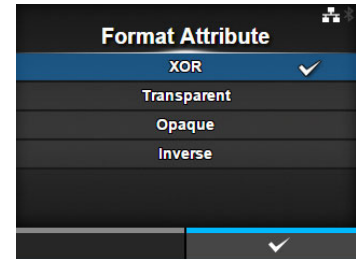 Format Attribute
XOR
Transparent
Opaque
Inverse